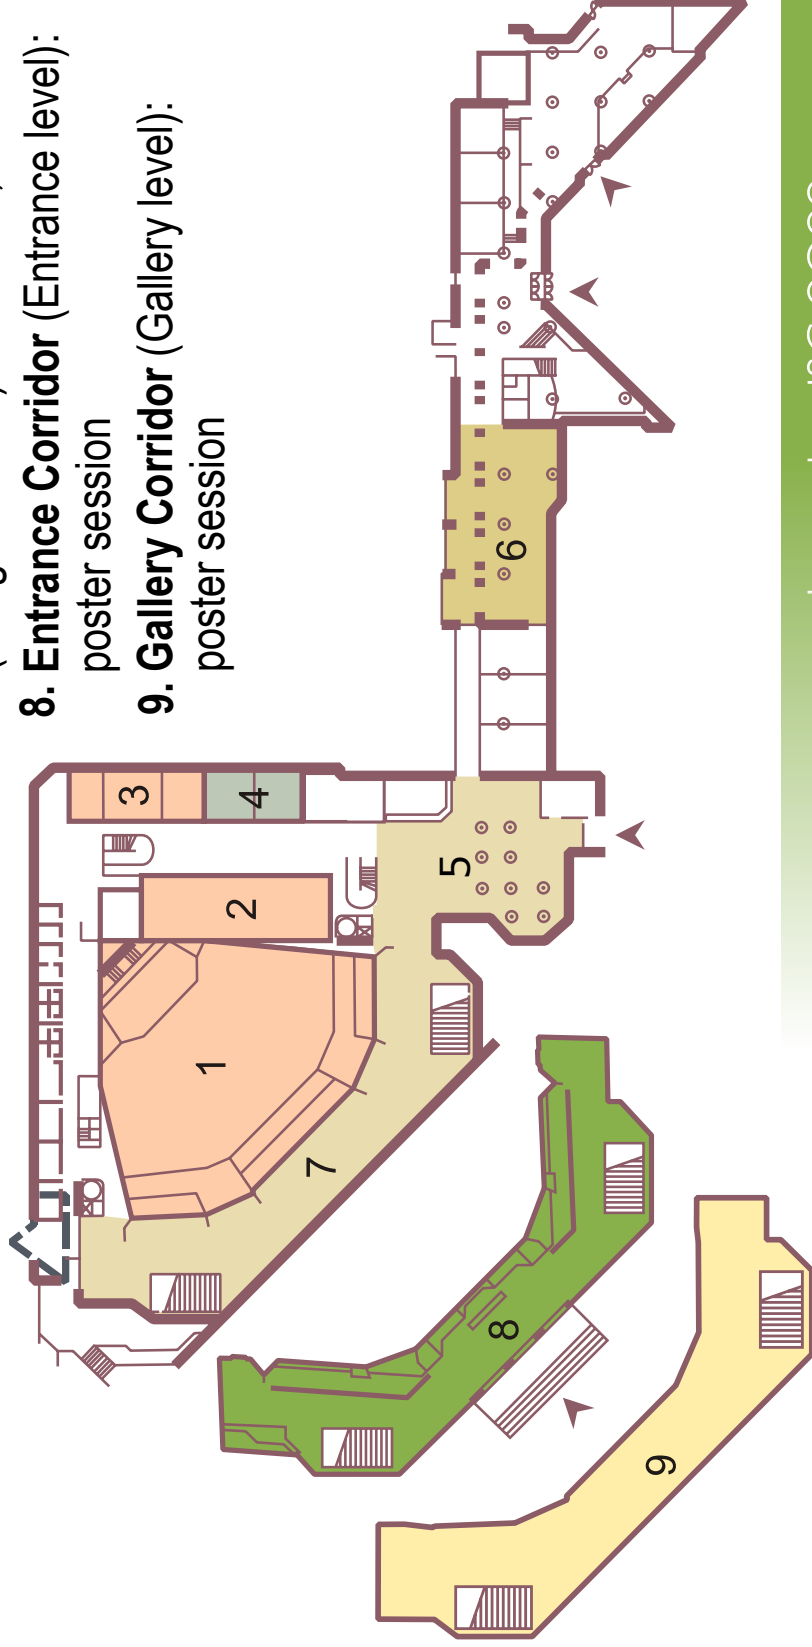 8. Entrance Corridor (Entrance level):
poster session
9. Gallery Corridor (Gallery level):
poster session
3
4
2
5
6
1
7
8
9